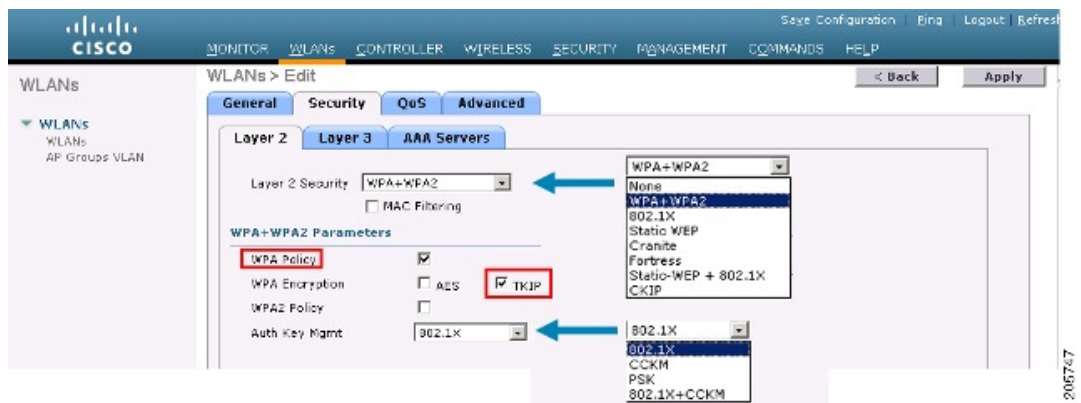 Save Configuration | Ping | Logout | Refresh
CISCO
MONITOR WLANs CONTROLLER WIRELESS SECURITY MANAGEMENT COMMANDS HELP
WLANs
WLANs
WLANs
AP Groups VLAN
WLANs > Edit
< Back
Apply
General Security QoS Advanced
Layer 2 Layer 3 AAA Servers
Layer 2 Security WPA+WPA2
MAC Filtering
WPA+WPA2 Parameters
WPA Policy
WPA Encryption AES TKIP
WPA2 Policy
Auth Key Mgmt 802.1X
WPA+WPA2
None
WPA+WPA2
802.1X
Static WEP
Cranite
Fortress
Static-WEP + 802.1X
CKIP
802.1X
802.1X
CCKM
PSK
802.1X+CCKM
205747